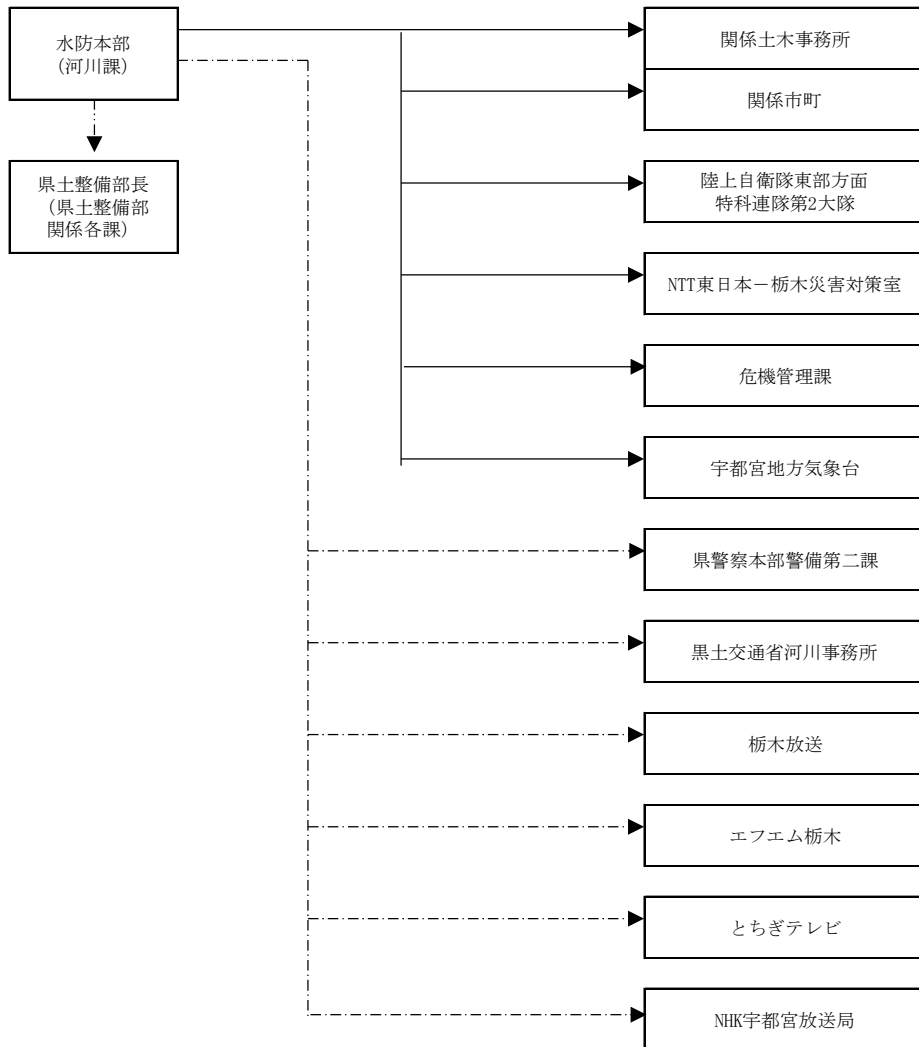 水防本部
(河川課)
県土整備部長
(県土整備部
関係各課)
関係土木事務所
関係市町
陸上自衛隊東部方面
特科連隊第2大隊
NTT東日本－栃木災害対策室
危機管理課
宇都宮地方気象台
県警察本部警備第二課
黒土交通省河川事務所
栃木放送
エフエム栃木
とちぎテレビ
NHK宇都宮放送局